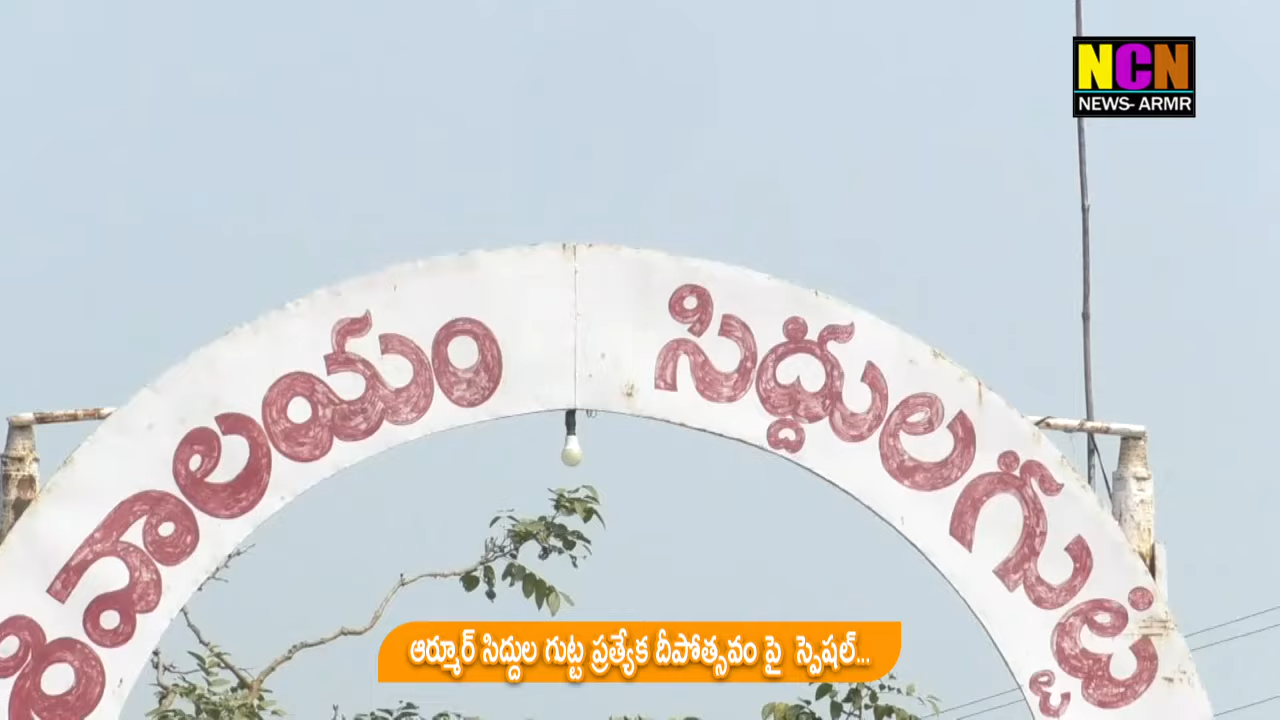 NCN
NEWS- ARMR
శివాలయం సిద్దులగుట్ట
ఆర్మూర్ సిద్దుల గుట్ట ప్రత్యేక దీపోత్సవం పై స్పెషల్...